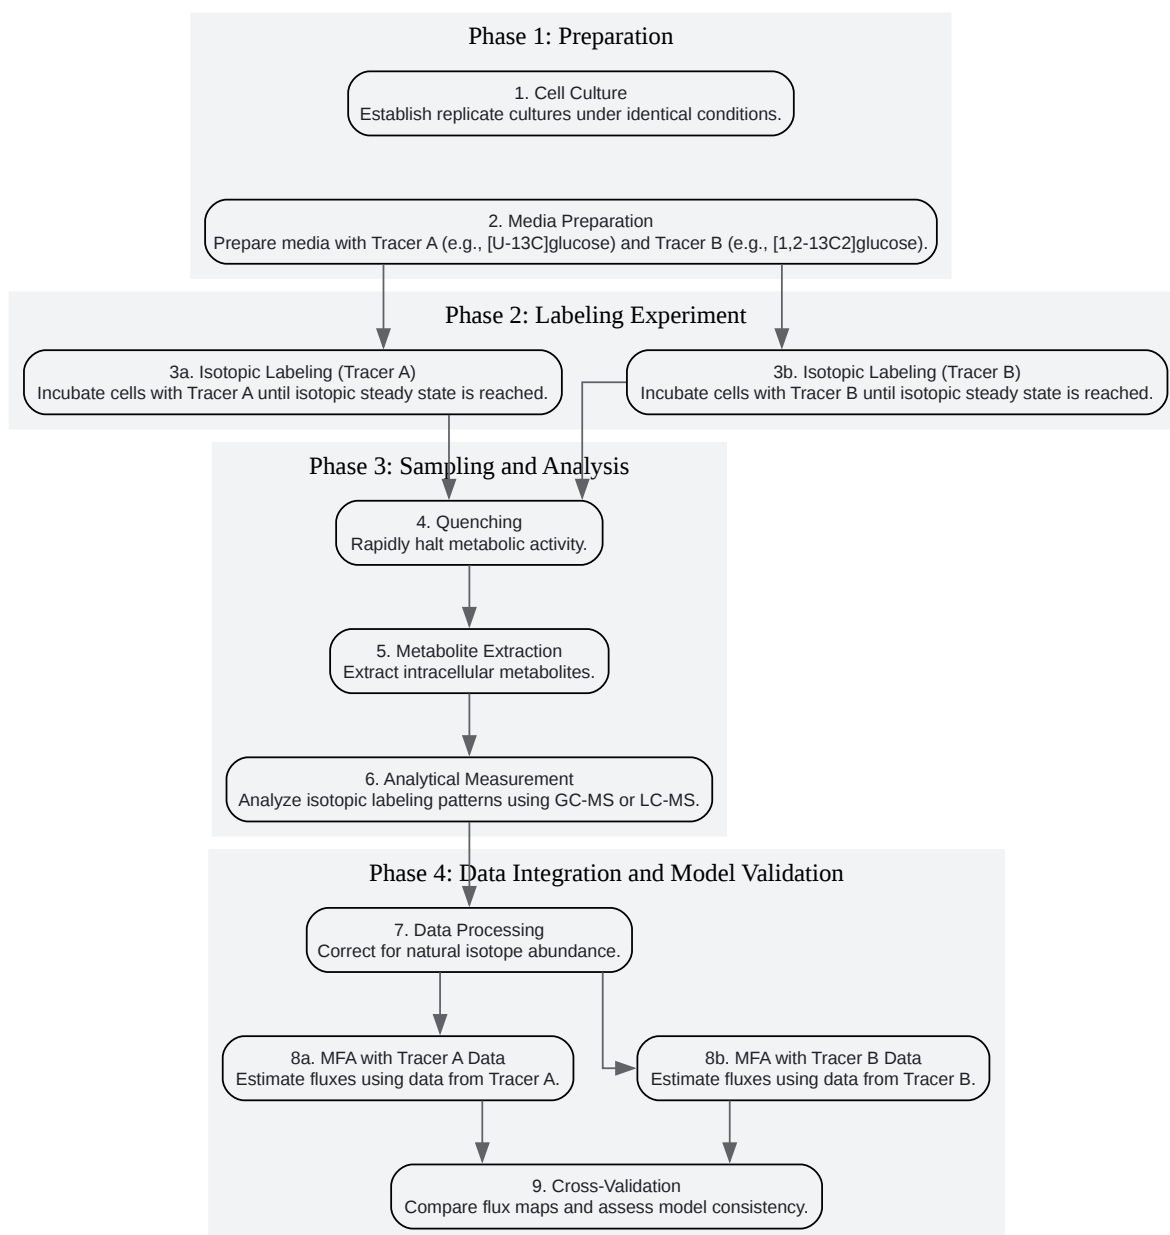 Phase 1: Preparation
1. Cell Culture
Establish replicate cultures under identical conditions.
2. Media Preparation
Prepare media with Tracer A (e.g., [U-13C]glucose) and Tracer B (e.g., [1,2-13C2]glucose).
Phase 2: Labeling Experiment
3a. Isotopic Labeling (Tracer A)
Incubate cells with Tracer A until isotopic steady state is reached.
3b. Isotopic Labeling (Tracer B)
Incubate cells with Tracer B until isotopic steady state is reached.
Phase 3: Sampling and Analysis
4. Quenching
Rapidly halt metabolic activity.
5. Metabolite Extraction
Extract intracellular metabolites.
6. Analytical Measurement
Analyze isotopic labeling patterns using GC-MS or LC-MS.
Phase 4: Data Integration and Model Validation
7. Data Processing
Correct for natural isotope abundance.
8a. MFA with Tracer A Data
Estimate fluxes using data from Tracer A.
8b. MFA with Tracer B Data
Estimate fluxes using data from Tracer B.
9. Cross-Validation
Compare flux maps and assess model consistency.